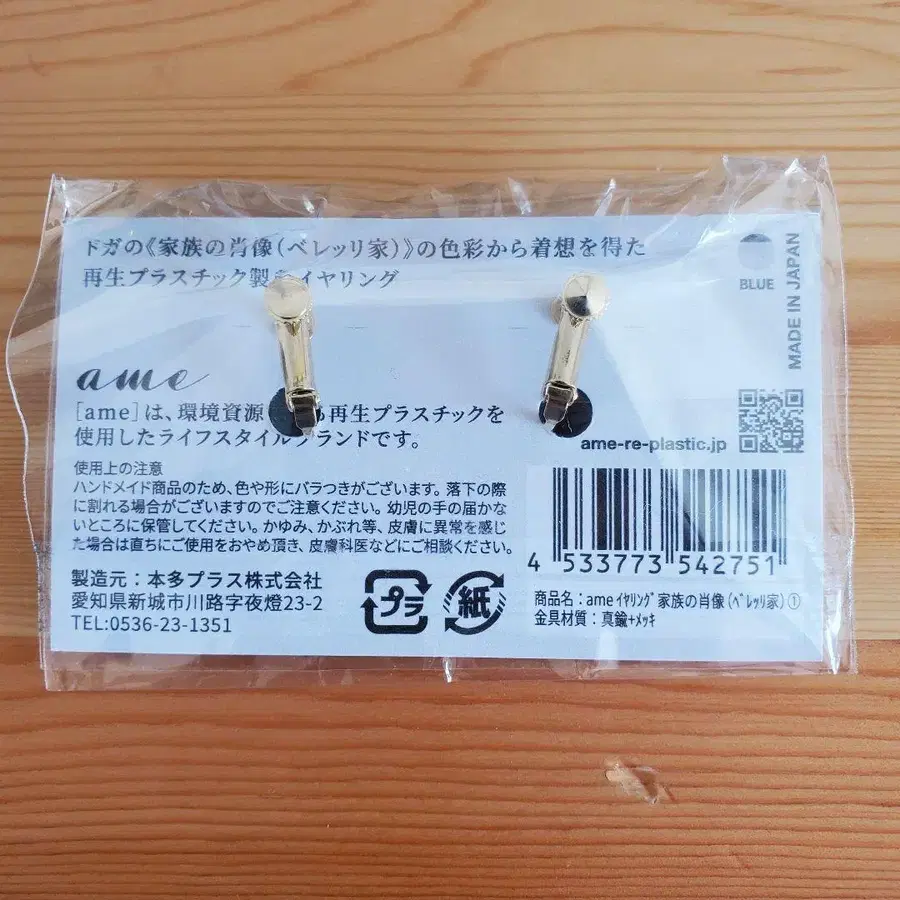 ドガの《家族の肖像(ベレッリ家)》の色彩から着想を得た
再生プラスチック製 イヤリング
BLUE
MADE IN JAPAN
ame
[ame]は、環境資源 再生プラスチックを
使用したライフスタイルブランドです。
ame-re-plastic.jp
使用上の注意
ハンドメイド商品のため、色や形にバラつきがございます。落下の際
に割れる場合がございますのでご注意ください。幼児の手の届かな
いところに保管してください。かゆみ、かぶれ等、皮膚に異常を感じ
た場合は直ちにご使用をおやめ頂き、皮膚科医などにご相談ください。
製造元:本多プラス株式会社
愛知県新城市川路字夜燈23-2
TEL:0536-23-1351
プラ
紙
4 533773 542751
商品名:ame イヤリング 家族の肖像(ベレッリ家)①
金具材質:真鍮+メッキ